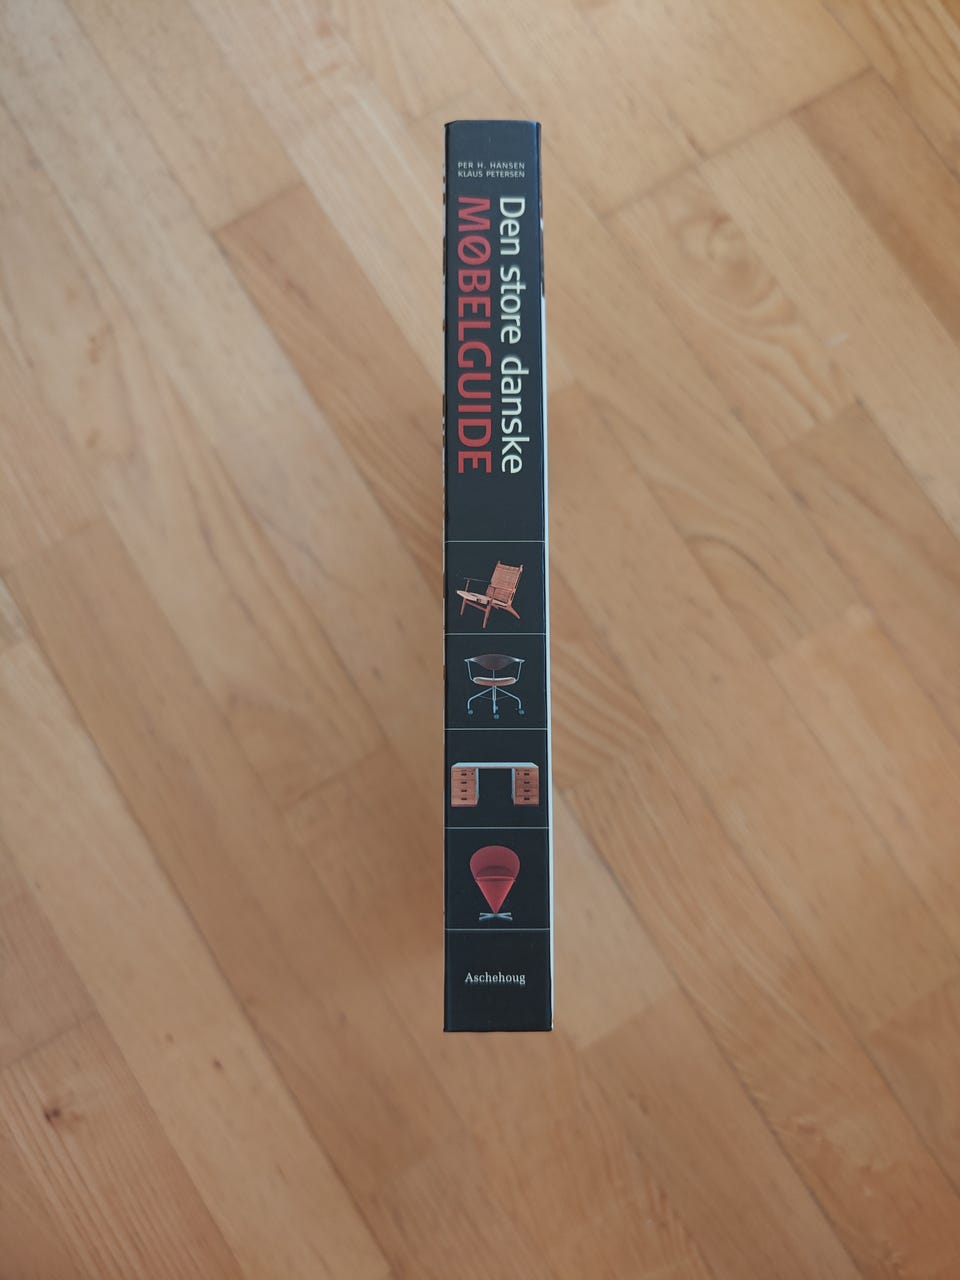 PER H. HANSEN
KLAUS PETERSEN
Den store danske
MØBELGUIDE
Aschehoug